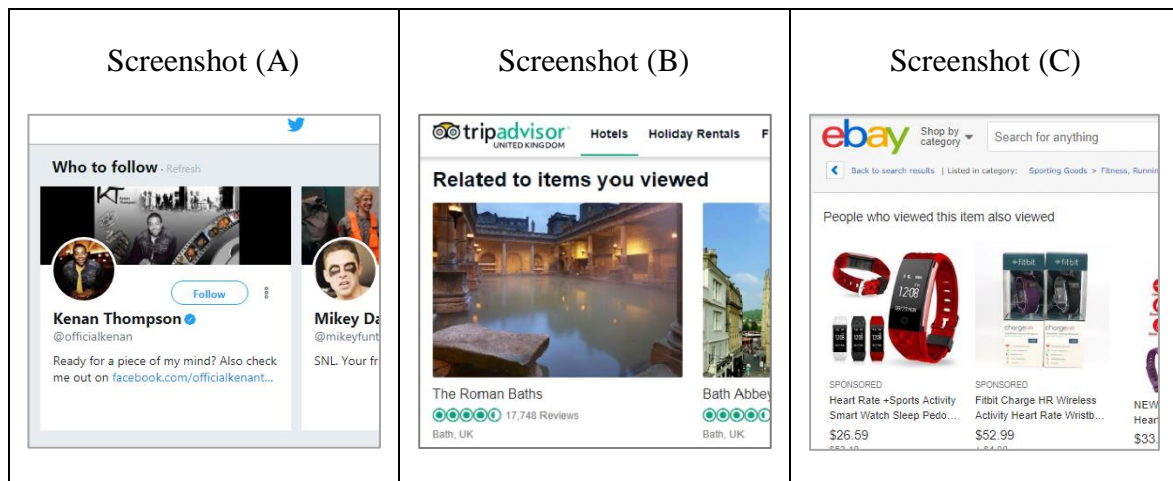 Screenshot (A)
Who to follow · Refresh
KT
Follow
Kenan Thompson
@officialkenan
Ready for a piece of my mind? Also check
me out on facebook.com/officialkenant...
Mikey Da
@mikeyfunt
SNL. Your fr
Screenshot (B)
tripadvisor
UNITED KINGDOM
Hotels Holiday Rentals F
Related to items you viewed
The Roman Baths
17,748 Reviews
Bath, UK
Bath Abbey
Bath, UK
Screenshot (C)
ebay
Shop by
category
Search for anything
Back to search results | Listed in category: Sporting Goods > Fitness, Runnin
People who viewed this item also viewed
12:08
fitbit fitbit
SPONSORED
Heart Rate +Sports Activity
Smart Watch Sleep Pedo...
$26.59
SPONSORED
Fitbit Charge HR Wireless
Activity Heart Rate Wristb...
$52.99
NEW
Hear
$33.